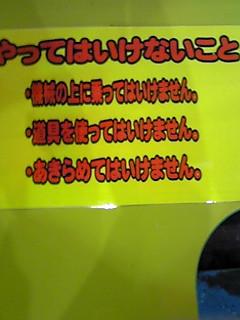 やってはいけないこと
・機械の上に乗ってはいけません。
・道具を使ってはいけません。
・あきらめてはいけません。